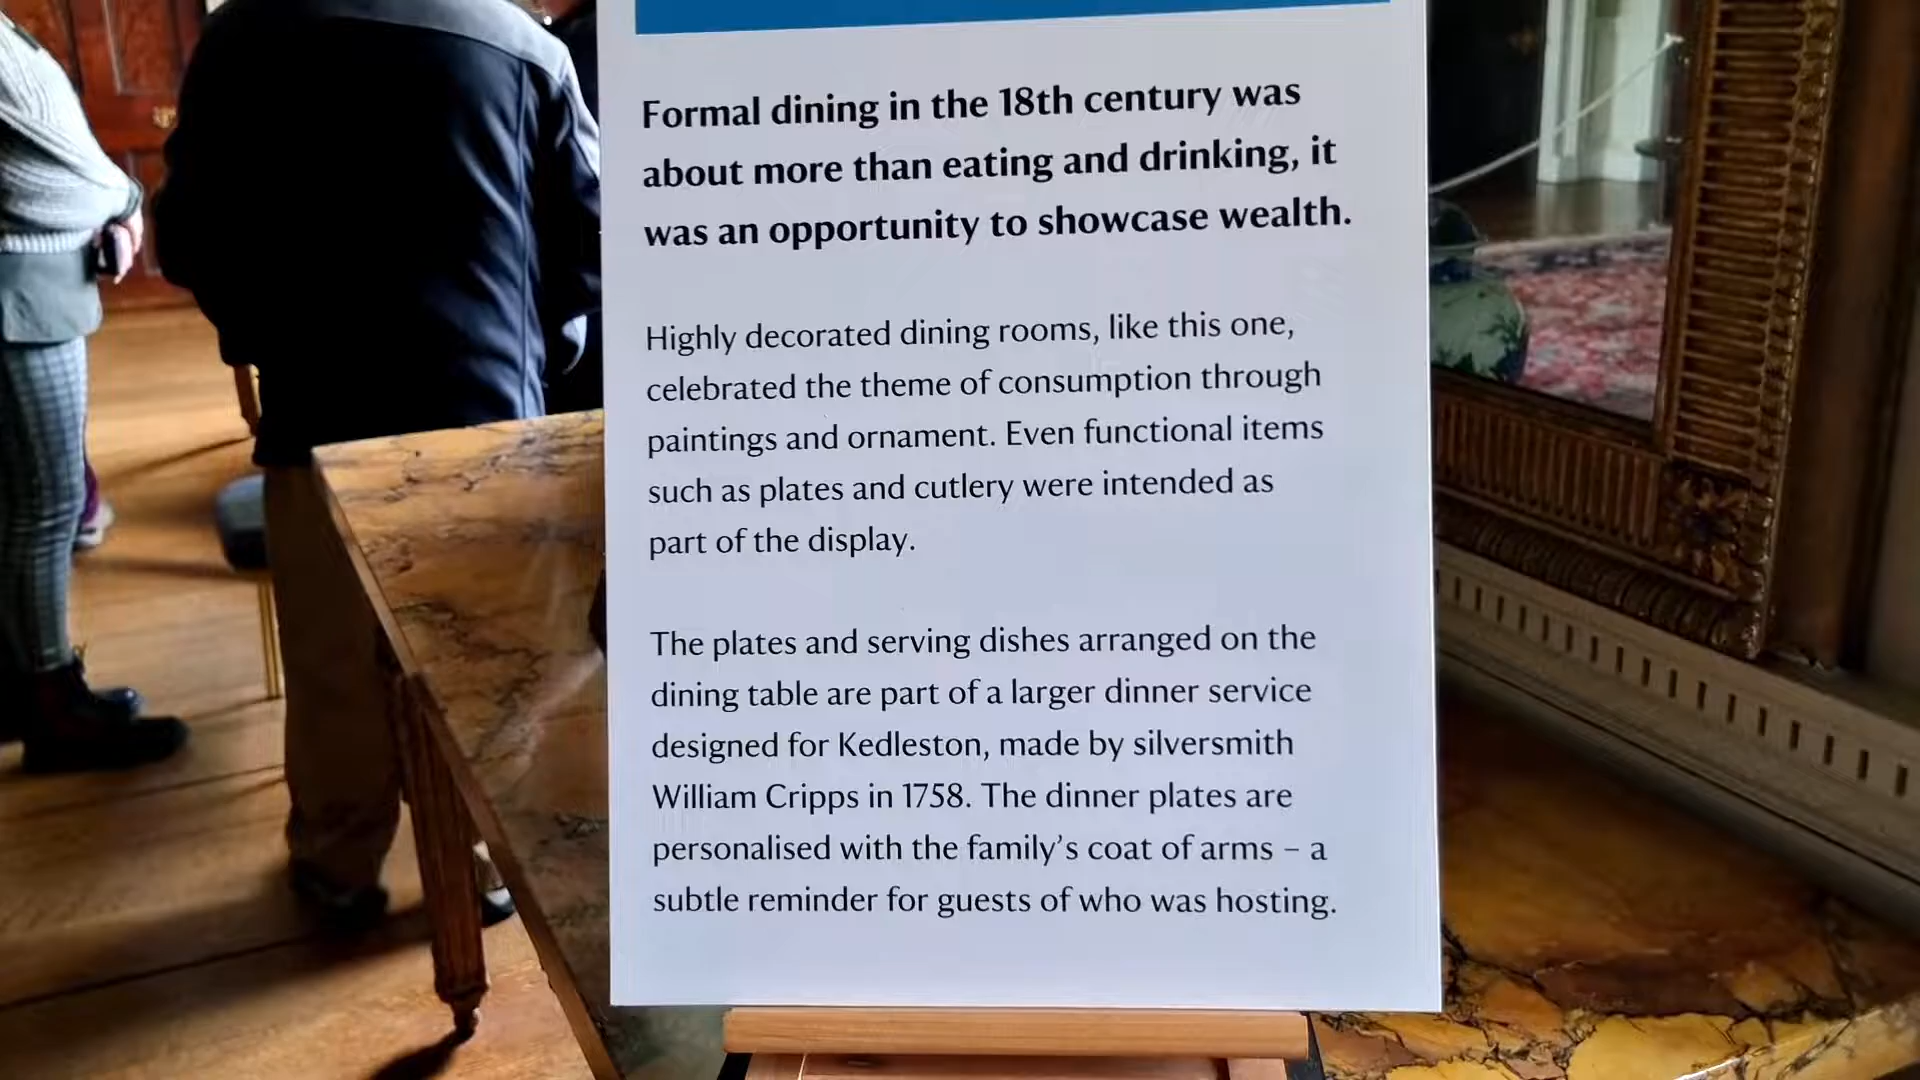 Formal dining in the 18th century was
about more than eating and drinking, it
was an opportunity to showcase wealth.
Highly decorated dining rooms, like this one,
celebrated the theme of consumption through
paintings and ornament. Even functional items
such as plates and cutlery were intended as
part of the display.
The plates and serving dishes arranged on the
dining table are part of a larger dinner service
designed for Kedleston, made by silversmith
William Cripps in 1758. The dinner plates are
personalised with the family’s coat of arms – a
subtle reminder for guests of who was hosting.